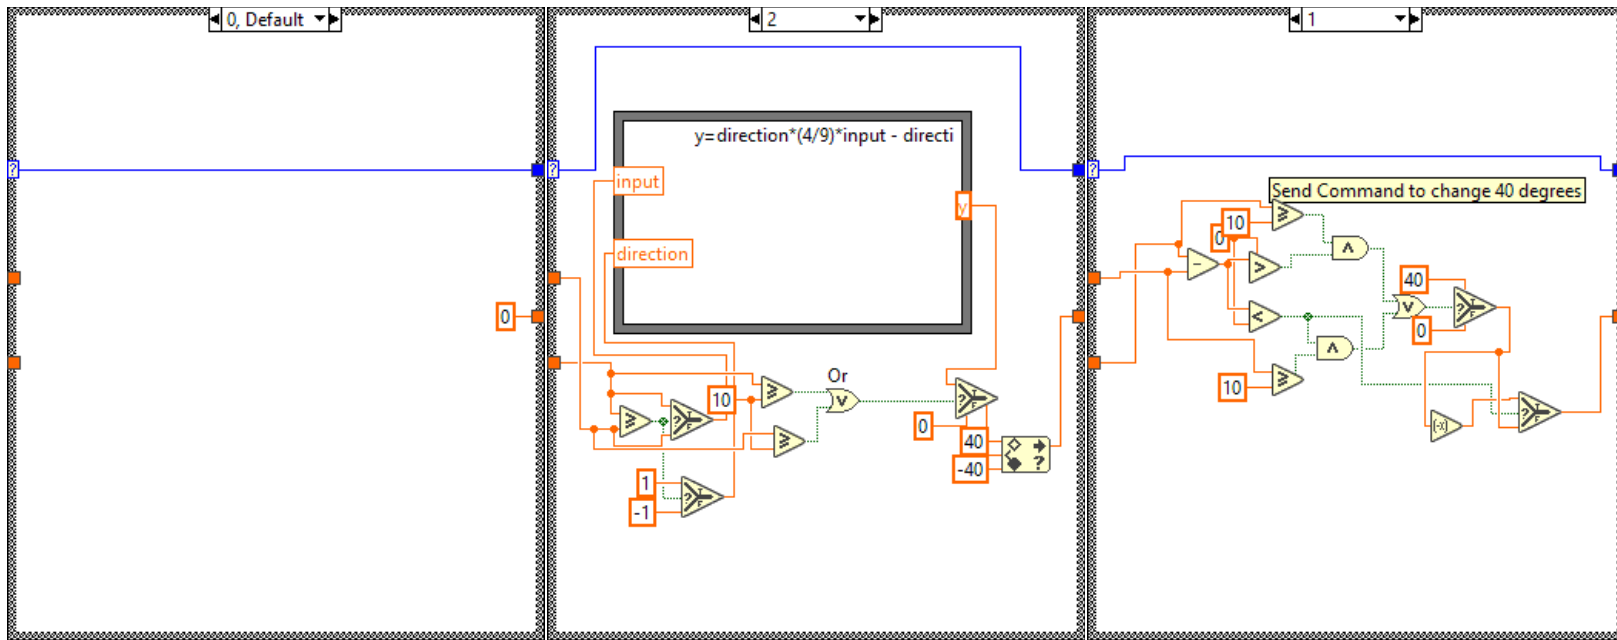 0, Default
2
1
y=direction*(4/9)*input - directi
input
y
direction
Send Command to change 40 degrees
10
0
40
0
0
Or
10
10
0
40
-40
1
-1